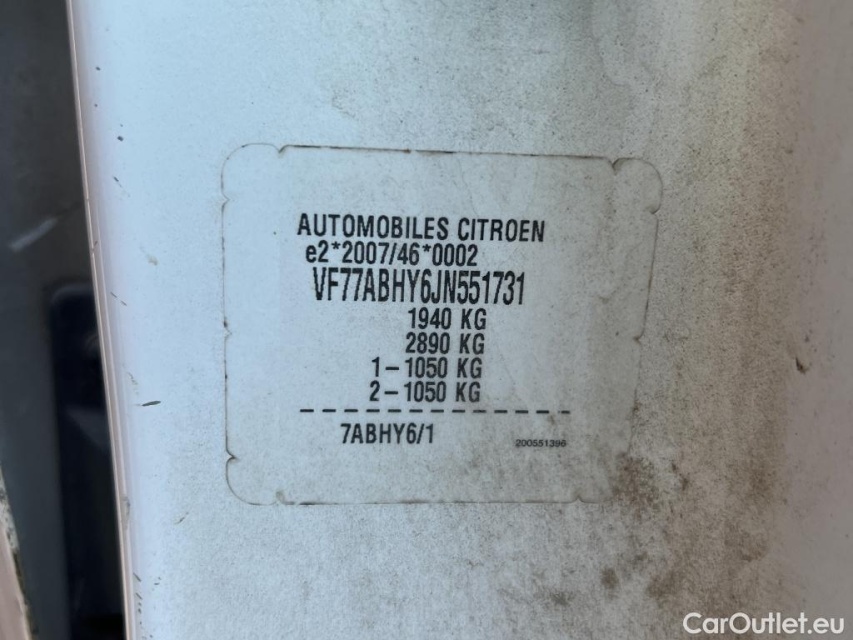 AUTOMOBILES CITROEN
e2*2007/46*0002
VF77ABHY6JN551731
1940 KG
2890 KG
1-1050 KG
2-1050 KG
7ABHY6/1
200551396
CarOutlet.eu